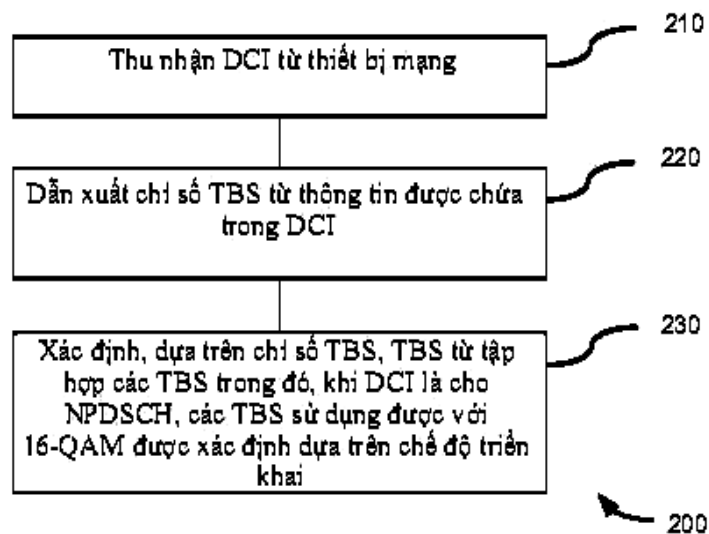 210
Thu nhận DCI từ thiết bị mạng
220
Dẫn xuất chỉ số TBS từ thông tin được chứa
trong DCI
230
Xác định, dựa trên chỉ số TBS, TBS từ tập
hợp các TBS trong đó, khi DCI là cho
NPDSCH, các TBS sử dụng được với
16-QAM được xác định dựa trên chế độ triển
khai
200